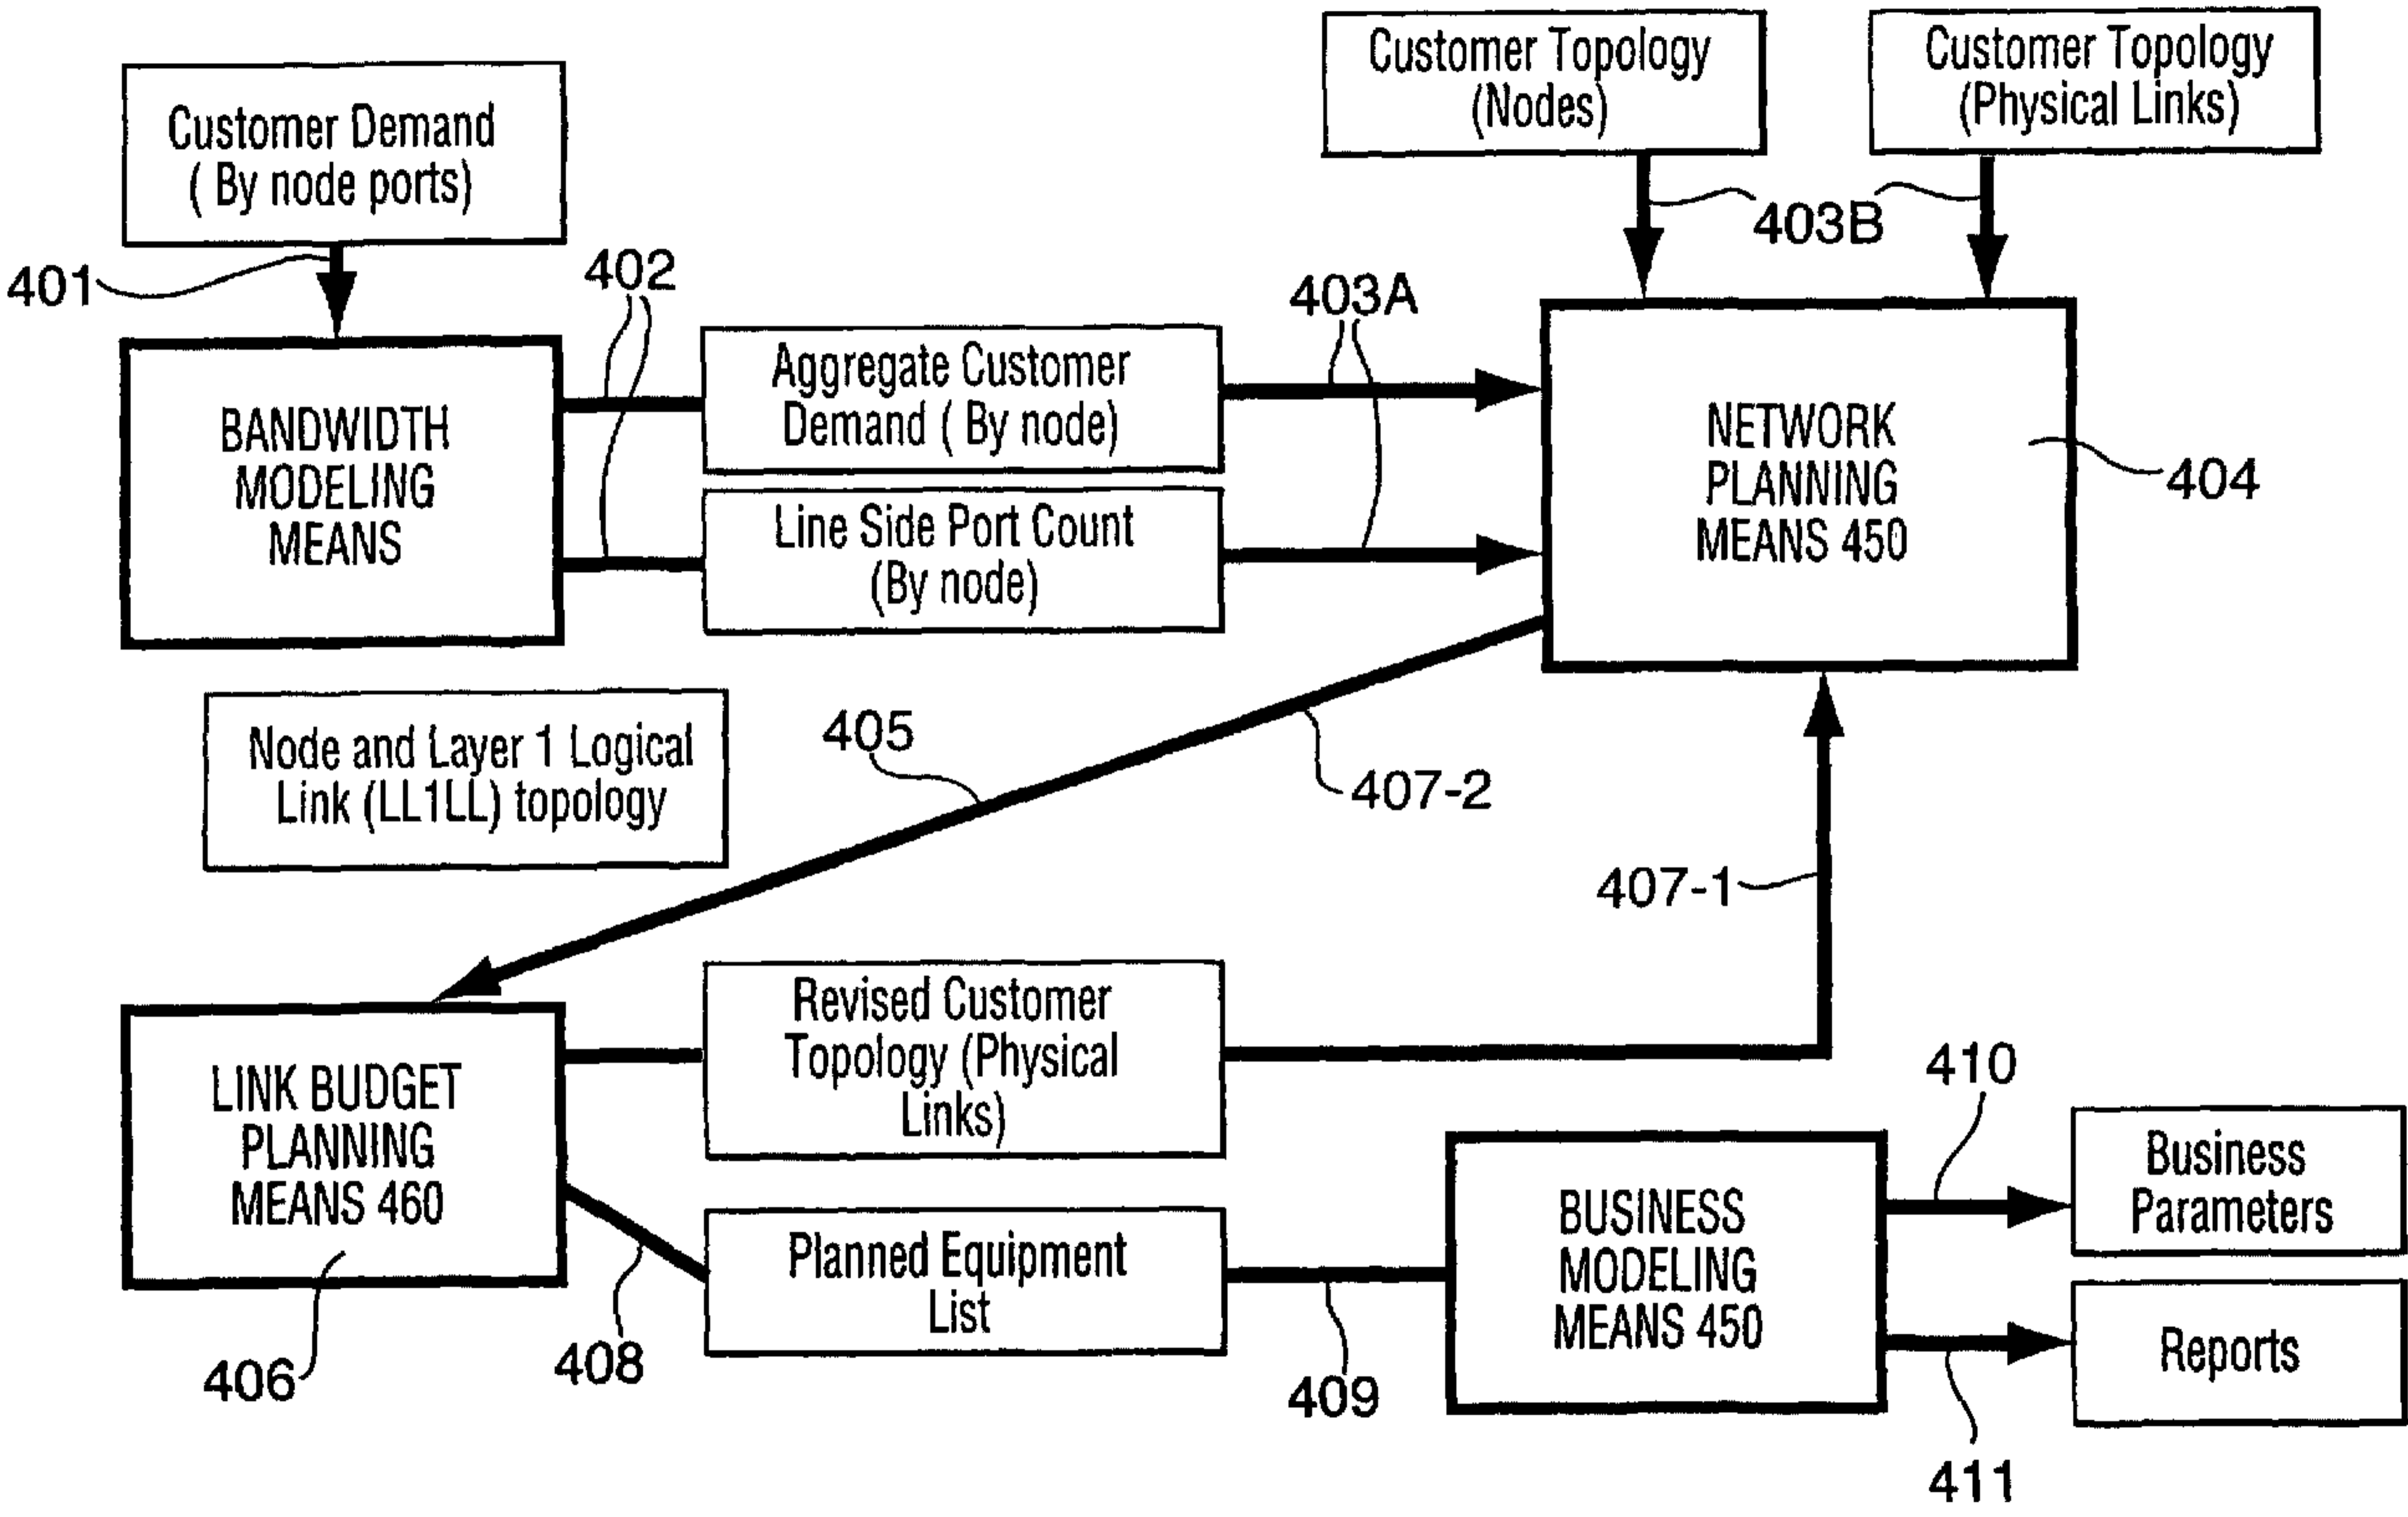 Customer Topology
(Nodes)
Customer Topology
(Physical Links)
Customer Demand
( By node ports)
403B
401
402
403A
BANDWIDTH
MODELING
MEANS
Aggregate Customer
Demand ( By node)
Line Side Port Count
(By node)
NETWORK
PLANNING
MEANS 450
404
Node and Layer 1 Logical
Link (LL1LL) topology
405
407-2
407-1
LINK BUDGET
PLANNING
MEANS 460
406
Revised Customer
Topology (Physical
Links)
408
Planned Equipment
List
409
BUSINESS
MODELING
MEANS 450
410
Business
Parameters
Reports
411